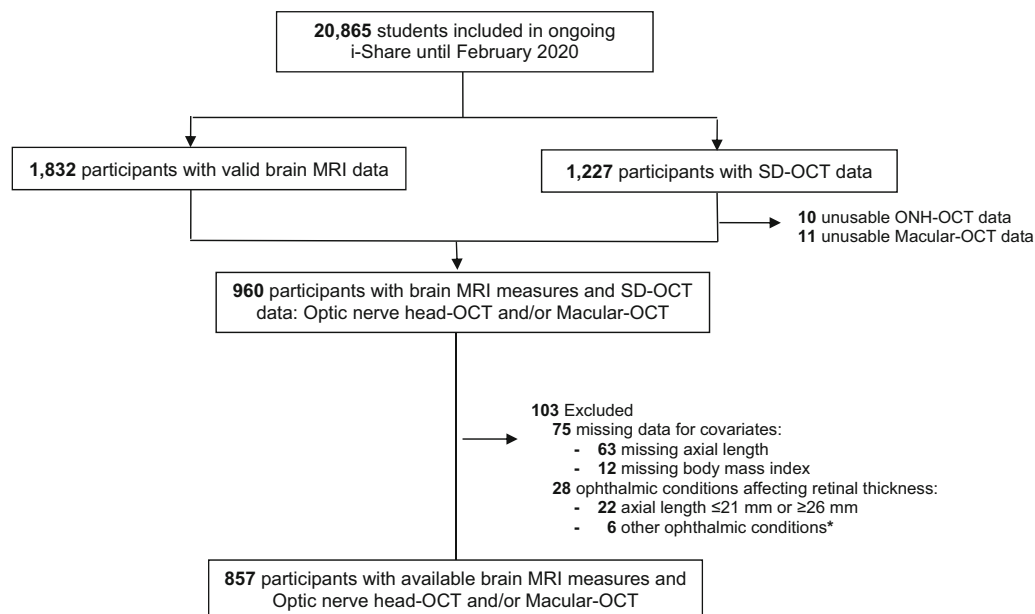 20,865 students included in ongoing
i-Share until February 2020
1,832 participants with valid brain MRI data
1,227 participants with SD-OCT data
10 unusable ONH-OCT data
11 unusable Macular-OCT data
960 participants with brain MRI measures and SD-OCT
data: Optic nerve head-OCT and/or Macular-OCT
103 Excluded
75 missing data for covariates:
- 63 missing axial length
- 12 missing body mass index
28 ophthalmic conditions affecting retinal thickness:
- 22 axial length ≤21 mm or ≥26 mm
- 6 other ophthalmic conditions*
857 participants with available brain MRI measures and
Optic nerve head-OCT and/or Macular-OCT